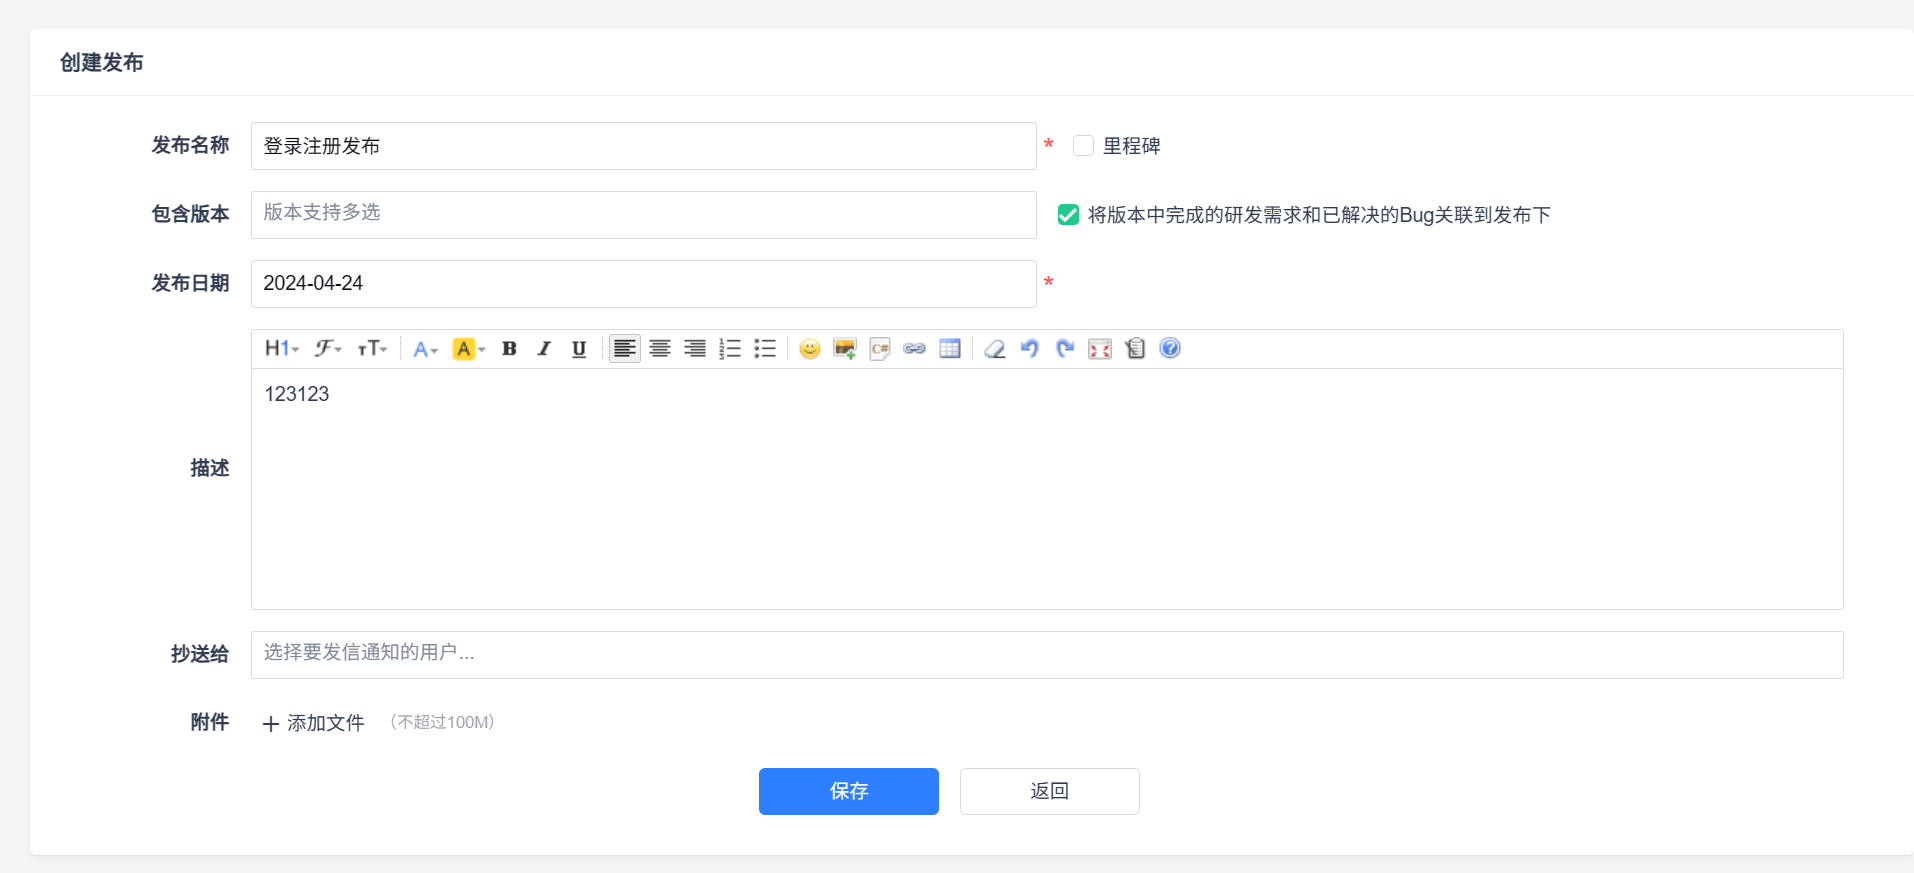 创建发布
发布名称 登录注册发布 * 里程碑
包含版本 版本支持多选 将版本中完成的研发需求和已解决的Bug关联到发布下
发布日期 2024-04-24 *
H1 F TT A A B I U C#
123123
描述
抄送给 选择要发信通知的用户...
附件 + 添加文件 （不超过100M）
保存 返回